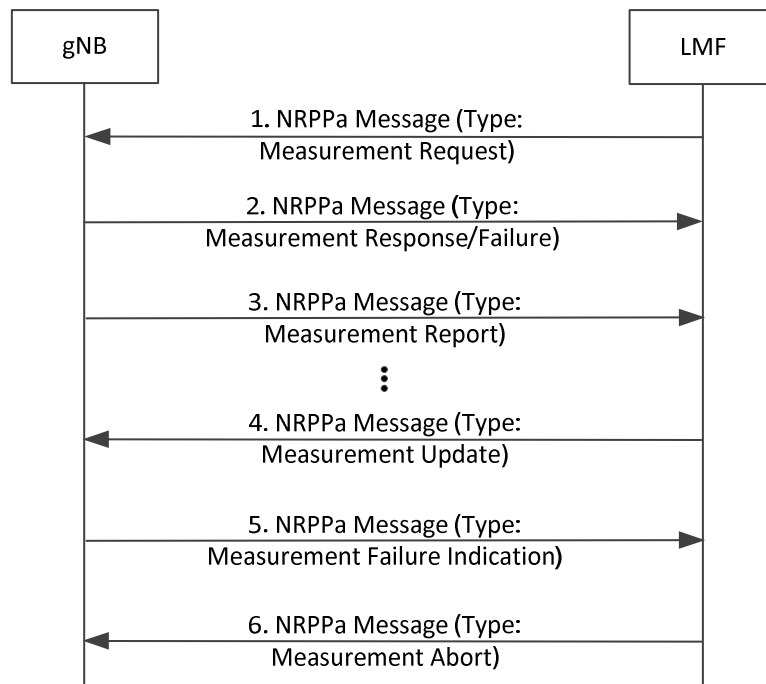 gNB
LMF
1. NRPPa Message (Type:
Measurement Request)
2. NRPPa Message (Type:
Measurement Response/Failure)
3. NRPPa Message (Type:
Measurement Report)
4. NRPPa Message (Type:
Measurement Update)
5. NRPPa Message (Type:
Measurement Failure Indication)
6. NRPPa Message (Type:
Measurement Abort)